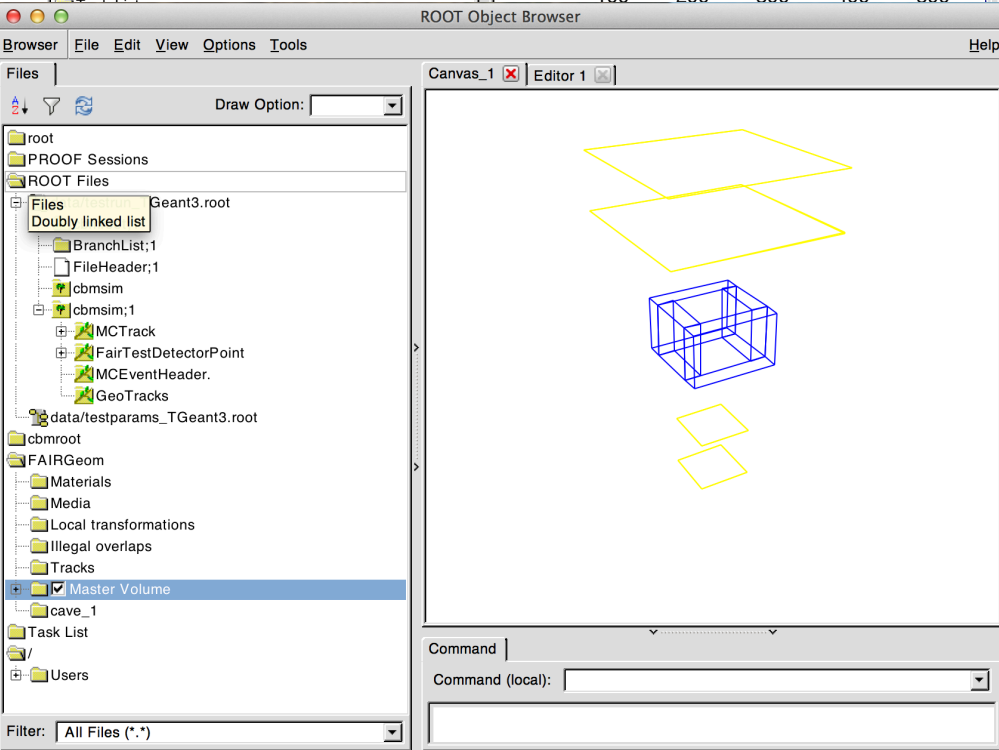 ROOT Object Browser
Browser File Edit View Options Tools Help
Files
Canvas_1 Editor 1
Draw Option:
root
PROOF Sessions
ROOT Files
Geant3.root
Files
Doubly linked list
BranchList;1
FileHeader;1
cbmsim
cbmsim;1
MCTrack
FairTestDetectorPoint
MCEventHeader.
GeoTracks
data/testparams_TGeant3.root
cbmroot
FAIRGeom
Materials
Media
Local transformations
Illegal overlaps
Tracks
Master Volume
cave_1
Task List
/
Users
Filter: All Files (*.*)
Command
Command (local):